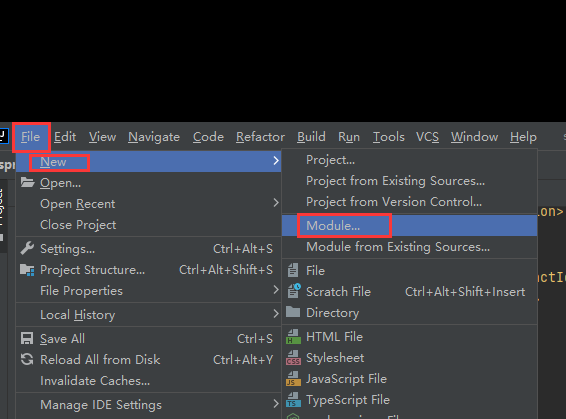 File Edit View Navigate Code Refactor Build Run Tools VCS Window Help
New
Open...
Open Recent
Close Project
Settings... Ctrl+Alt+S
Project Structure... Ctrl+Alt+Shift+S
File Properties
Local History
Save All Ctrl+S
Reload All from Disk Ctrl+Alt+Y
Invalidate Caches...
Manage IDE Settings
Project...
Project from Existing Sources...
Project from Version Control...
Module...
Module from Existing Sources...
File
Scratch File Ctrl+Alt+Shift+Insert
Directory
HTML File
Stylesheet
JavaScript File
TypeScript File